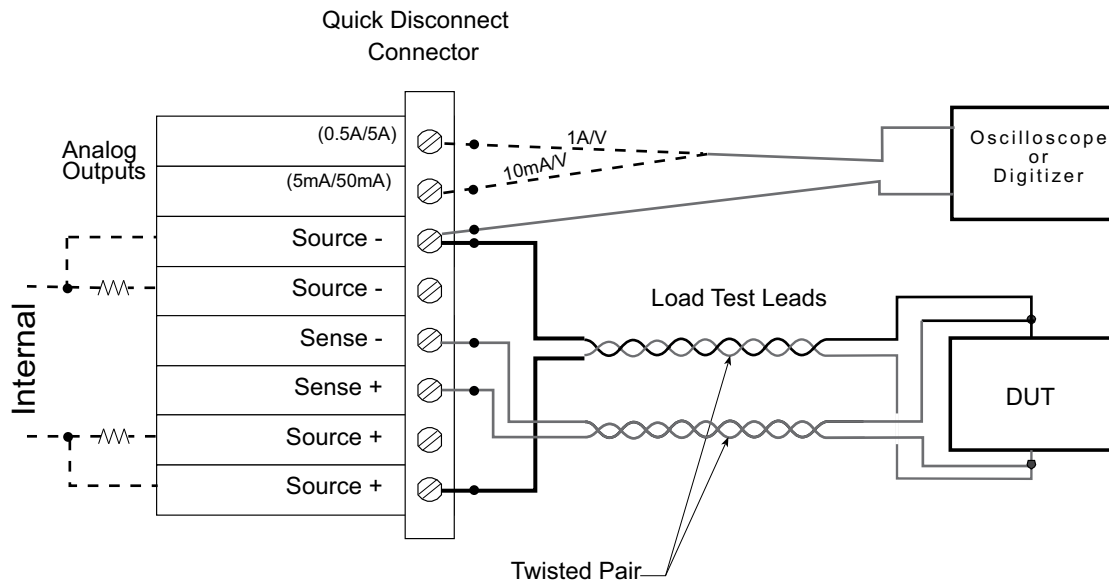 Quick Disconnect
Connector
Analog
Outputs
(0.5A/5A)
(5mA/50mA)
1A/V
10mA/V
Oscilloscope
or
Digitizer
Source -
Source -
Sense -
Sense +
Source +
Source +
Internal
Load Test Leads
DUT
Twisted Pair